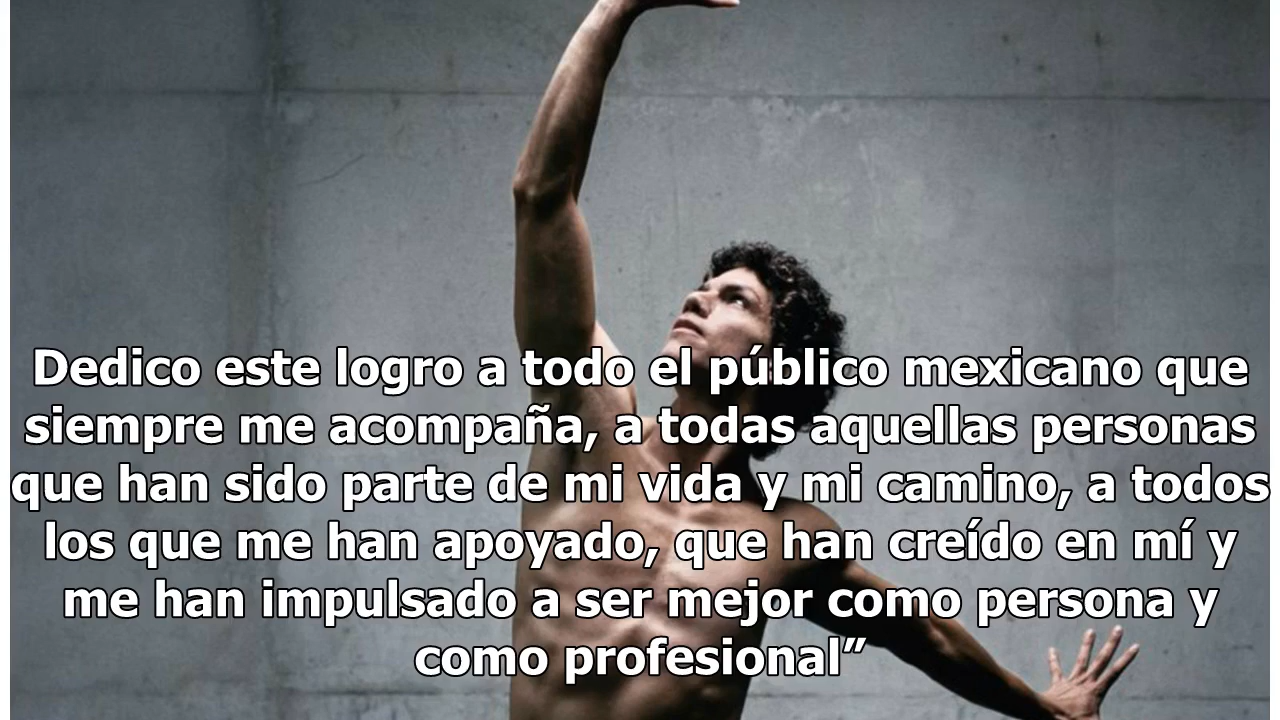 Dedico este logro a todo el público mexicano que
siempre me acompaña, a todas aquellas personas
que han sido parte de mi vida y mi camino, a todos
los que me han apoyado, que han creído en mí y
me han impulsado a ser mejor como persona y
como profesional”